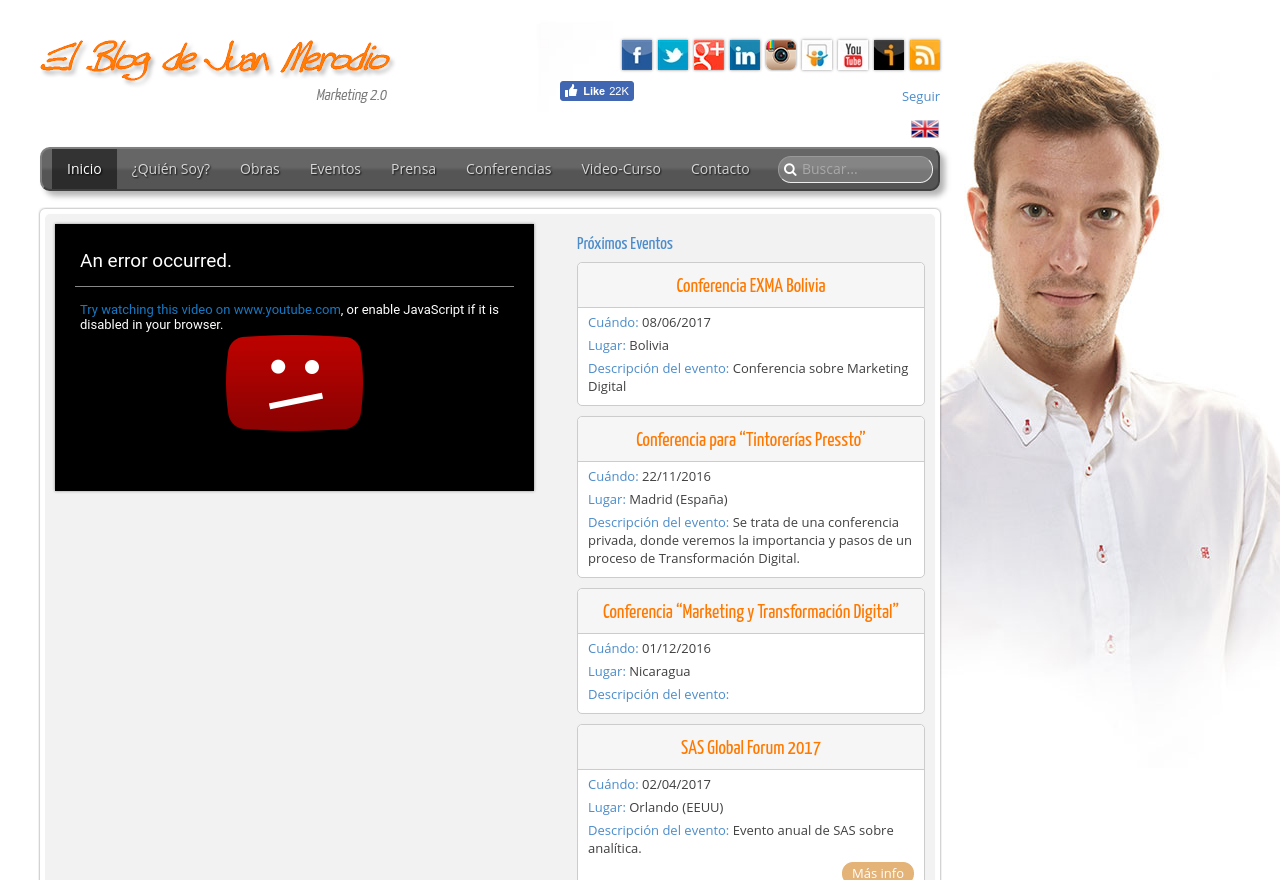 El Blog de Juan Merodio
Marketing 2.0
f
g+
in
You
Tube
i
Like 22K
Seguir
Inicio
¿Quién Soy?
Obras
Eventos
Prensa
Conferencias
Video-Curso
Contacto
Buscar...
An error occurred.
Try watching this video on www.youtube.com, or enable JavaScript if it is
disabled in your browser.
Próximos Eventos
Conferencia EXMA Bolivia
Cuándo: 08/06/2017
Lugar: Bolivia
Descripción del evento: Conferencia sobre Marketing
Digital
Conferencia para “Tintorerías Pressto”
Cuándo: 22/11/2016
Lugar: Madrid (España)
Descripción del evento: Se trata de una conferencia
privada, donde veremos la importancia y pasos de un
proceso de Transformación Digital.
Conferencia “Marketing y Transformación Digital”
Cuándo: 01/12/2016
Lugar: Nicaragua
Descripción del evento:
SAS Global Forum 2017
Cuándo: 02/04/2017
Lugar: Orlando (EEUU)
Descripción del evento: Evento anual de SAS sobre
analítica.
Más info